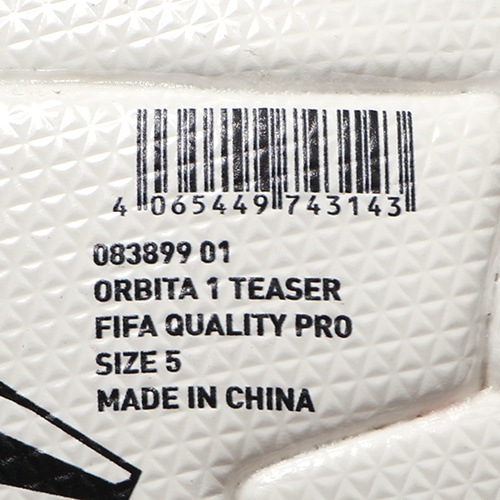 4 065449 743143
083899 01
ORBITA 1 TEASER
FIFA QUALITY PRO
SIZE 5
MADE IN CHINA